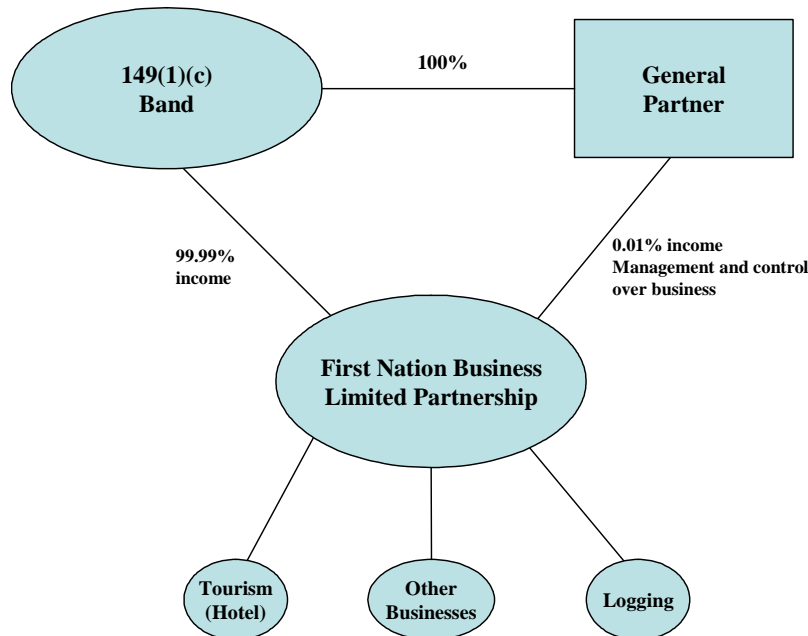 149(1)(c)
Band
100%
General
Partner
99.99%
income
0.01% income
Management and control
over business
First Nation Business
Limited Partnership
Tourism
(Hotel)
Other
Businesses
Logging